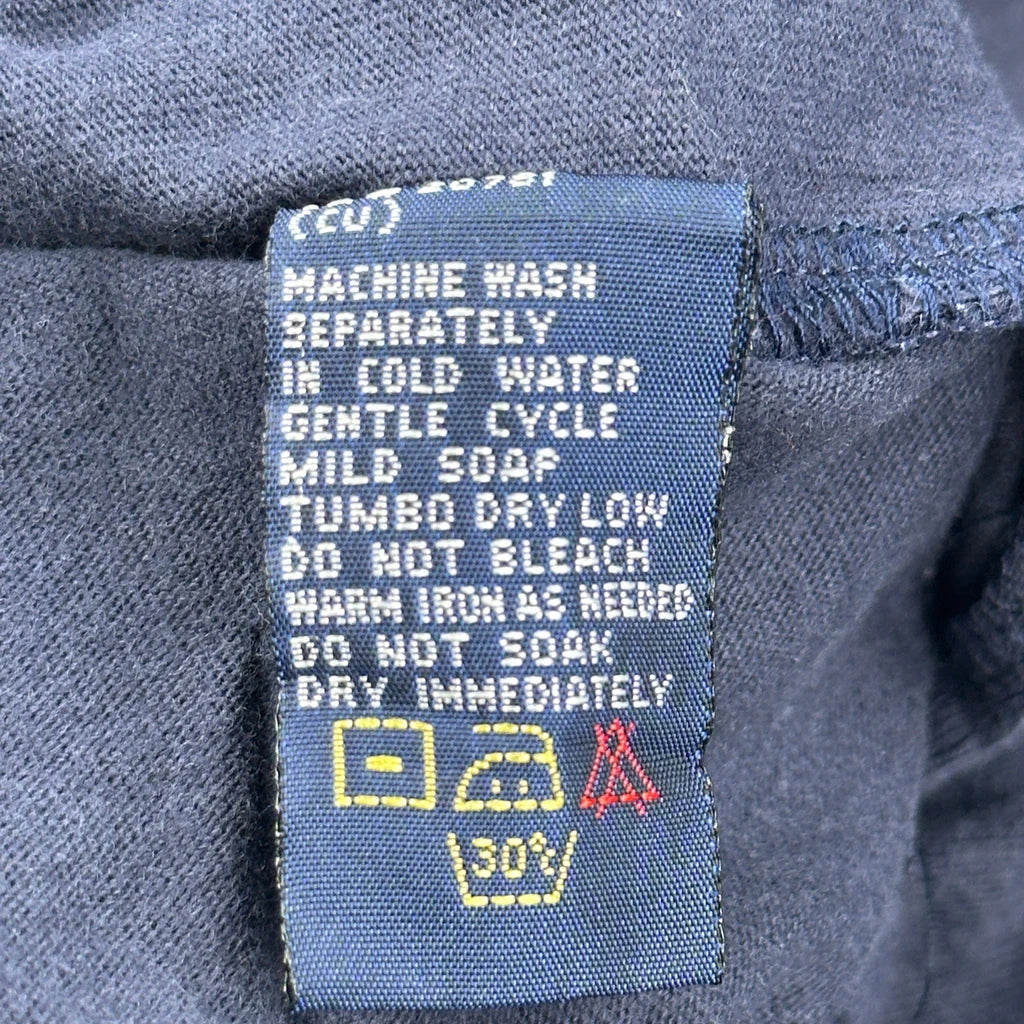 (EU)
MACHINE WASH
SEPARATELY
IN COLD WATER
GENTLE CYCLE
MILD SOAP
TUMBO DRY LOW
DO NOT BLEACH
WARM IRON AS NEEDED
DO NOT SOAK
DRY IMMEDIATELY
30°c